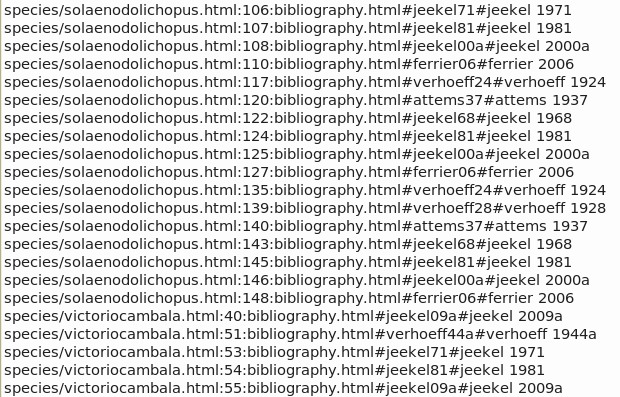 species/solaenodolichopus.html:106:bibliography.html#jeekel71#jeekel 1971
species/solaenodolichopus.html:107:bibliography.html#jeekel81#jeekel 1981
species/solaenodolichopus.html:108:bibliography.html#jeekel00a#jeekel 2000a
species/solaenodolichopus.html:110:bibliography.html#ferrier06#ferrier 2006
species/solaenodolichopus.html:117:bibliography.html#verhoeff24#verhoeff 1924
species/solaenodolichopus.html:120:bibliography.html#attems37#attems 1937
species/solaenodolichopus.html:122:bibliography.html#jeekel68#jeekel 1968
species/solaenodolichopus.html:124:bibliography.html#jeekel81#jeekel 1981
species/solaenodolichopus.html:125:bibliography.html#jeekel00a#jeekel 2000a
species/solaenodolichopus.html:127:bibliography.html#ferrier06#ferrier 2006
species/solaenodolichopus.html:135:bibliography.html#verhoeff24#verhoeff 1924
species/solaenodolichopus.html:139:bibliography.html#verhoeff28#verhoeff 1928
species/solaenodolichopus.html:140:bibliography.html#attems37#attems 1937
species/solaenodolichopus.html:143:bibliography.html#jeekel68#jeekel 1968
species/solaenodolichopus.html:145:bibliography.html#jeekel81#jeekel 1981
species/solaenodolichopus.html:146:bibliography.html#jeekel00a#jeekel 2000a
species/solaenodolichopus.html:148:bibliography.html#ferrier06#ferrier 2006
species/victoriocambala.html:40:bibliography.html#jeekel09a#jeekel 2009a
species/victoriocambala.html:51:bibliography.html#verhoeff44a#verhoeff 1944a
species/victoriocambala.html:53:bibliography.html#jeekel71#jeekel 1971
species/victoriocambala.html:54:bibliography.html#jeekel81#jeekel 1981
species/victoriocambala.html:55:bibliography.html#jeekel09a#jeekel 2009a